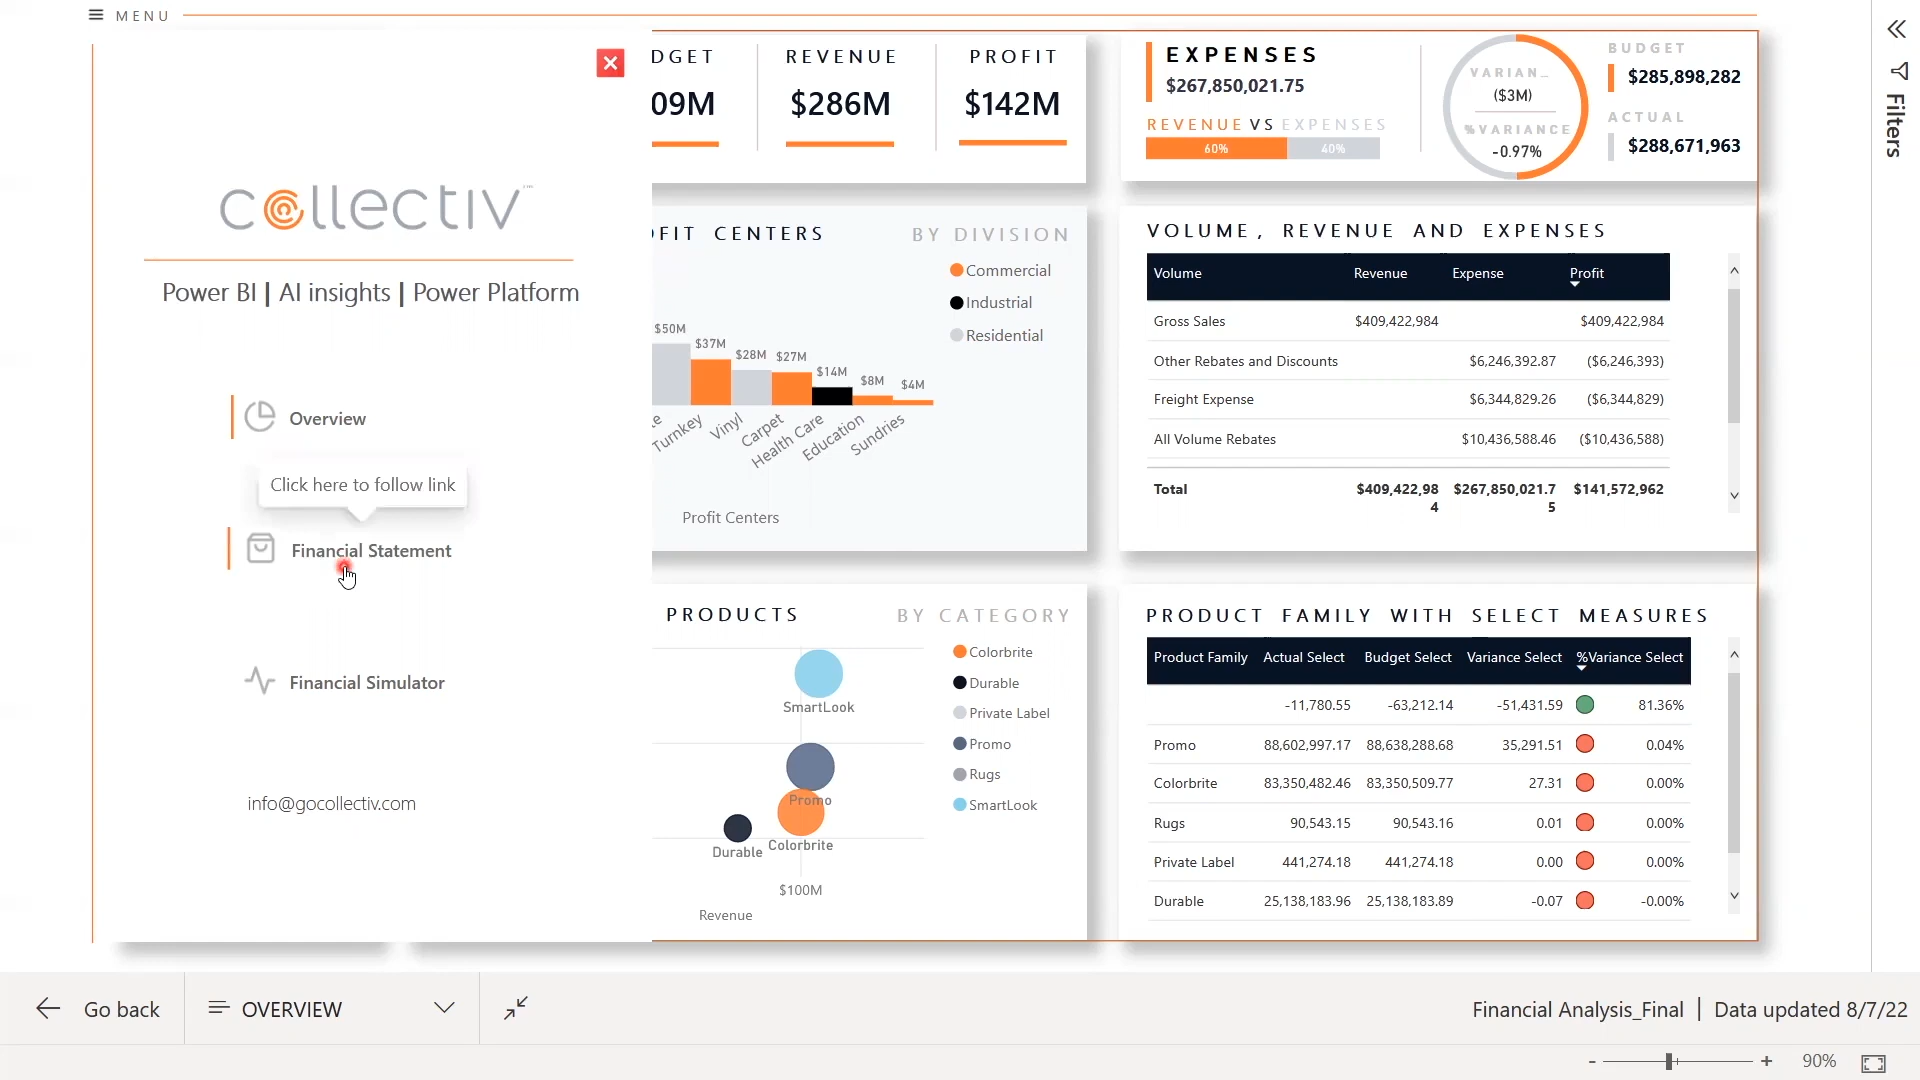 MENU
DGET
09M
REVENUE
$286M
PROFIT
$142M
EXPENSES
$267,850,021.75
REVENUE VS EXPENSES
60%
40%
VARIAN...
($3M)
%VARIANCE
-0.97%
BUDGET
$285,898,282
ACTUAL
$288,671,963
Filters
collectiv™
Power BI | AI insights | Power Platform
Overview
Click here to follow link
Financial Statement
Financial Simulator
info@gocollectiv.com
FIT CENTERS
BY DIVISION
Commercial
Industrial
Residential
$50M
$37M
$28M
$27M
$14M
$8M
$4M
Turnkey
Vinyl
Carpet
Health Care
Education
Sundries
Profit Centers
VOLUME, REVENUE AND EXPENSES
Volume Revenue Expense Profit
Gross Sales $409,422,984 $409,422,984
Other Rebates and Discounts $6,246,392.87 ($6,246,393)
Freight Expense $6,344,829.26 ($6,344,829)
All Volume Rebates $10,436,588.46 ($10,436,588)
Total $409,422,98 $267,850,021.7 $141,572,962
4 5
PRODUCTS
BY CATEGORY
Colorbrite
Durable
Private Label
Promo
Rugs
SmartLook
SmartLook
Promo
Durable
Colorbrite
$100M
Revenue
PRODUCT FAMILY WITH SELECT MEASURES
Product Family Actual Select Budget Select Variance Select %Variance Select
-11,780.55 -63,212.14 -51,431.59 81.36%
Promo 88,602,997.17 88,638,288.68 35,291.51 0.04%
Colorbrite 83,350,482.46 83,350,509.77 27.31 0.00%
Rugs 90,543.15 90,543.16 0.01 0.00%
Private Label 441,274.18 441,274.18 0.00 0.00%
Durable 25,138,183.96 25,138,183.89 -0.07 -0.00%
Go back
OVERVIEW
Financial Analysis_Final | Data updated 8/7/22
- + 90%